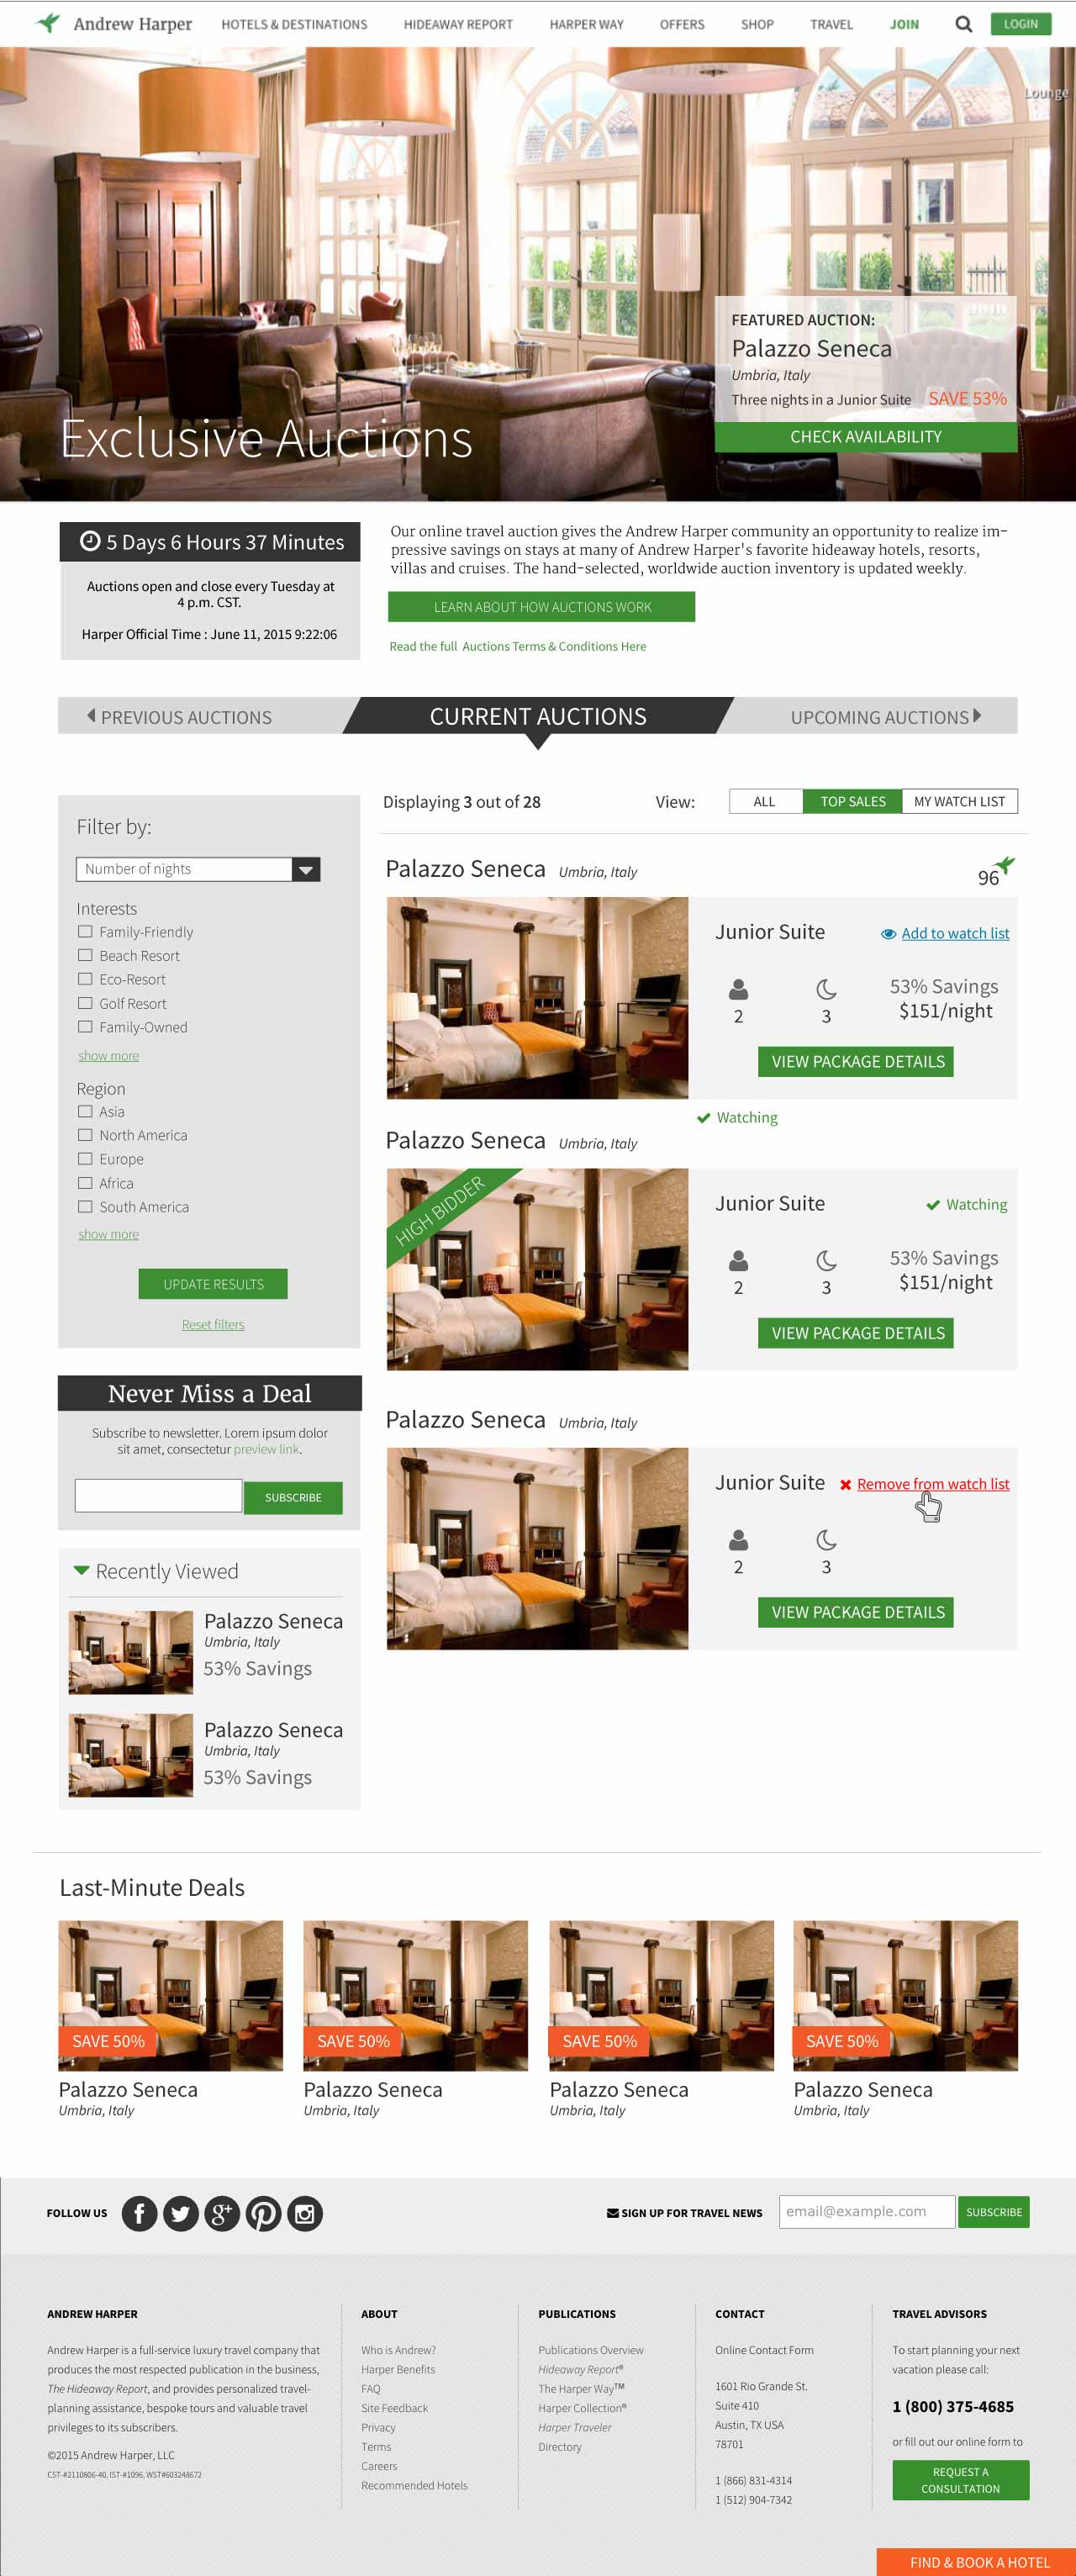 Andrew Harper
HOTELS & DESTINATIONS
HIDEAWAY REPORT
HARPER WAY
OFFERS
SHOP
TRAVEL
JOIN
LOGIN
Lounge
FEATURED AUCTION:
Palazzo Seneca
Umbria, Italy
Three nights in a Junior Suite SAVE 53%
CHECK AVAILABILITY
Exclusive Auctions
5 Days 6 Hours 37 Minutes
Auctions open and close every Tuesday at
4 p.m. CST.
Harper Official Time : June 11, 2015 9:22:06
Our online travel auction gives the Andrew Harper community an opportunity to realize im-
pressive savings on stays at many of Andrew Harper's favorite hideaway hotels, resorts,
villas and cruises. The hand-selected, worldwide auction inventory is updated weekly.
LEARN ABOUT HOW AUCTIONS WORK
Read the full Auctions Terms & Conditions Here
PREVIOUS AUCTIONS
CURRENT AUCTIONS
UPCOMING AUCTIONS
Filter by:
Number of nights
Interests
Family-Friendly
Beach Resort
Eco-Resort
Golf Resort
Family-Owned
show more
Region
Asia
North America
Europe
Africa
South America
show more
UPDATE RESULTS
Reset filters
Never Miss a Deal
Subscribe to newsletter. Lorem ipsum dolor
sit amet, consectetur preview link.
SUBSCRIBE
Recently Viewed
Palazzo Seneca
Umbria, Italy
53% Savings
Palazzo Seneca
Umbria, Italy
53% Savings
Displaying 3 out of 28
View:
ALL
TOP SALES
MY WATCH LIST
Palazzo Seneca Umbria, Italy
96
Junior Suite
Add to watch list
2
3
53% Savings
$151/night
VIEW PACKAGE DETAILS
Watching
Palazzo Seneca Umbria, Italy
HIGH BIDDER
Junior Suite
Watching
2
3
53% Savings
$151/night
VIEW PACKAGE DETAILS
Palazzo Seneca Umbria, Italy
Junior Suite
Remove from watch list
2
3
VIEW PACKAGE DETAILS
Last-Minute Deals
SAVE 50%
Palazzo Seneca
Umbria, Italy
SAVE 50%
Palazzo Seneca
Umbria, Italy
SAVE 50%
Palazzo Seneca
Umbria, Italy
SAVE 50%
Palazzo Seneca
Umbria, Italy
FOLLOW US
SIGN UP FOR TRAVEL NEWS
email@example.com
SUBSCRIBE
ANDREW HARPER
Andrew Harper is a full-service luxury travel company that
produces the most respected publication in the business,
The Hideaway Report, and provides personalized travel-
planning assistance, bespoke tours and valuable travel
privileges to its subscribers.
©2015 Andrew Harper, LLC
CST-#2110806-40, IST-#1096, WST#603248672
ABOUT
Who is Andrew?
Harper Benefits
FAQ
Site Feedback
Privacy
Terms
Careers
Recommended Hotels
PUBLICATIONS
Publications Overview
Hideaway Report®
The Harper Way™
Harper Collection®
Harper Traveler
Directory
CONTACT
Online Contact Form
1601 Rio Grande St.
Suite 410
Austin, TX USA
78701
1 (866) 831-4314
1 (512) 904-7342
TRAVEL ADVISORS
To start planning your next
vacation please call:
1 (800) 375-4685
or fill out our online form to
REQUEST A
CONSULTATION
FIND & BOOK A HOTEL